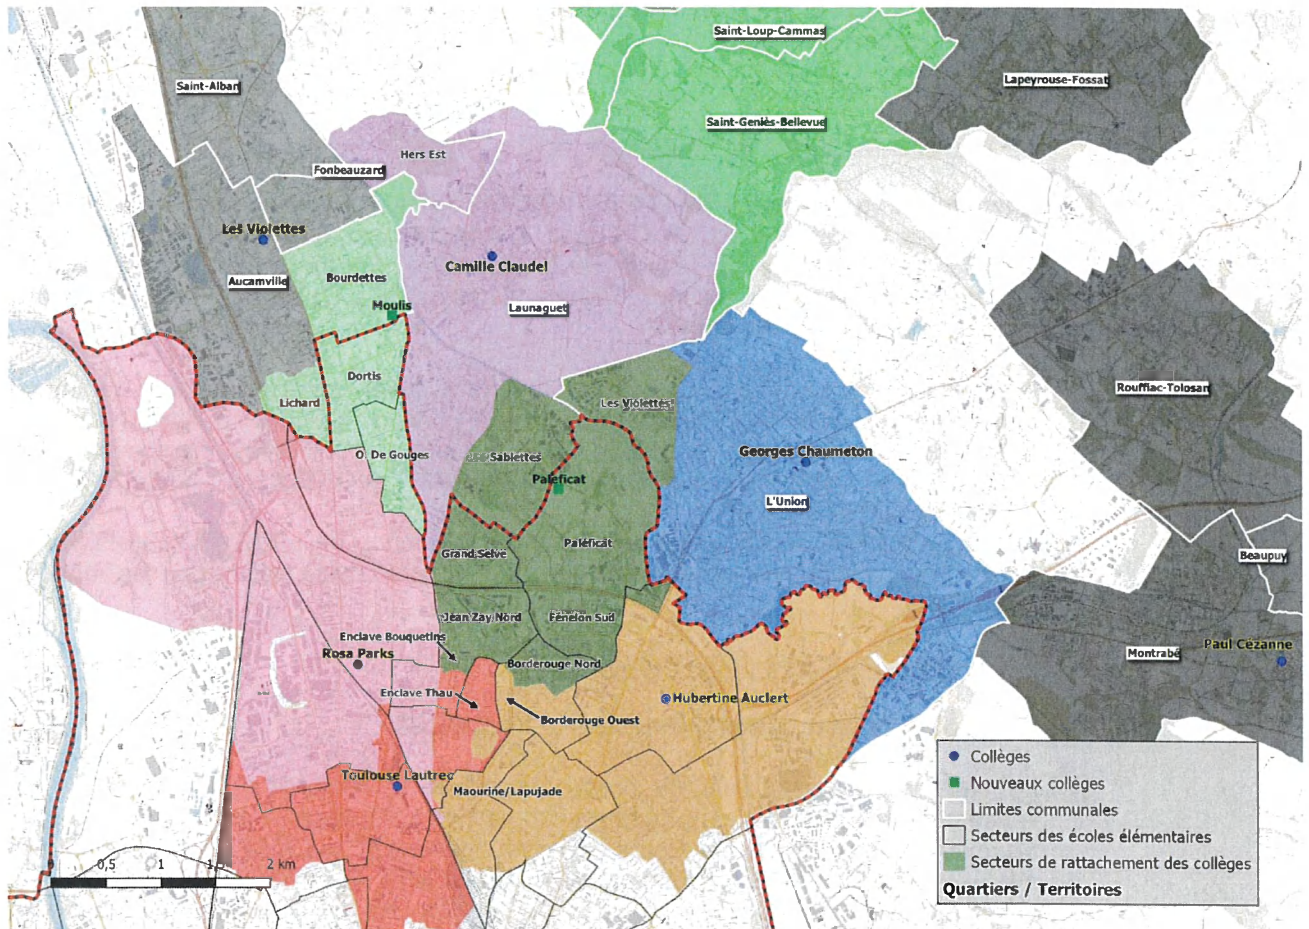 Saint-Loup-Cammas
Saint-Alban
Lapeyrouse-Fossat
Saint-Geniès-Bellevue
Hers Est
Fonbeauzard
Les Violettes
Camille Claudel
Bourdettes
Aucamville
Moulis
Launaguet
Dortis
Rouffiac-Tolosan
Lichard
Les Violettes
O. De Gouges
Sablettes
Georges Chaumeton
Paléficat
L'Union
Grand Selve
Paléficat
Beaupuy
Jean Zay Nord
Fénelon Sud
Enclave Bouquetins
Rosa Parks
Borderouge Nord
Montrabé
Paul Cézanne
Enclave Thau
Hubertine Auclert
Borderouge Ouest
Toulouse Lautrec
Maourine/Lapujade
Collèges
Nouveaux collèges
Limites communales
Secteurs des écoles élémentaires
Secteurs de rattachement des collèges
Quartiers / Territoires
0,5 1 2 km